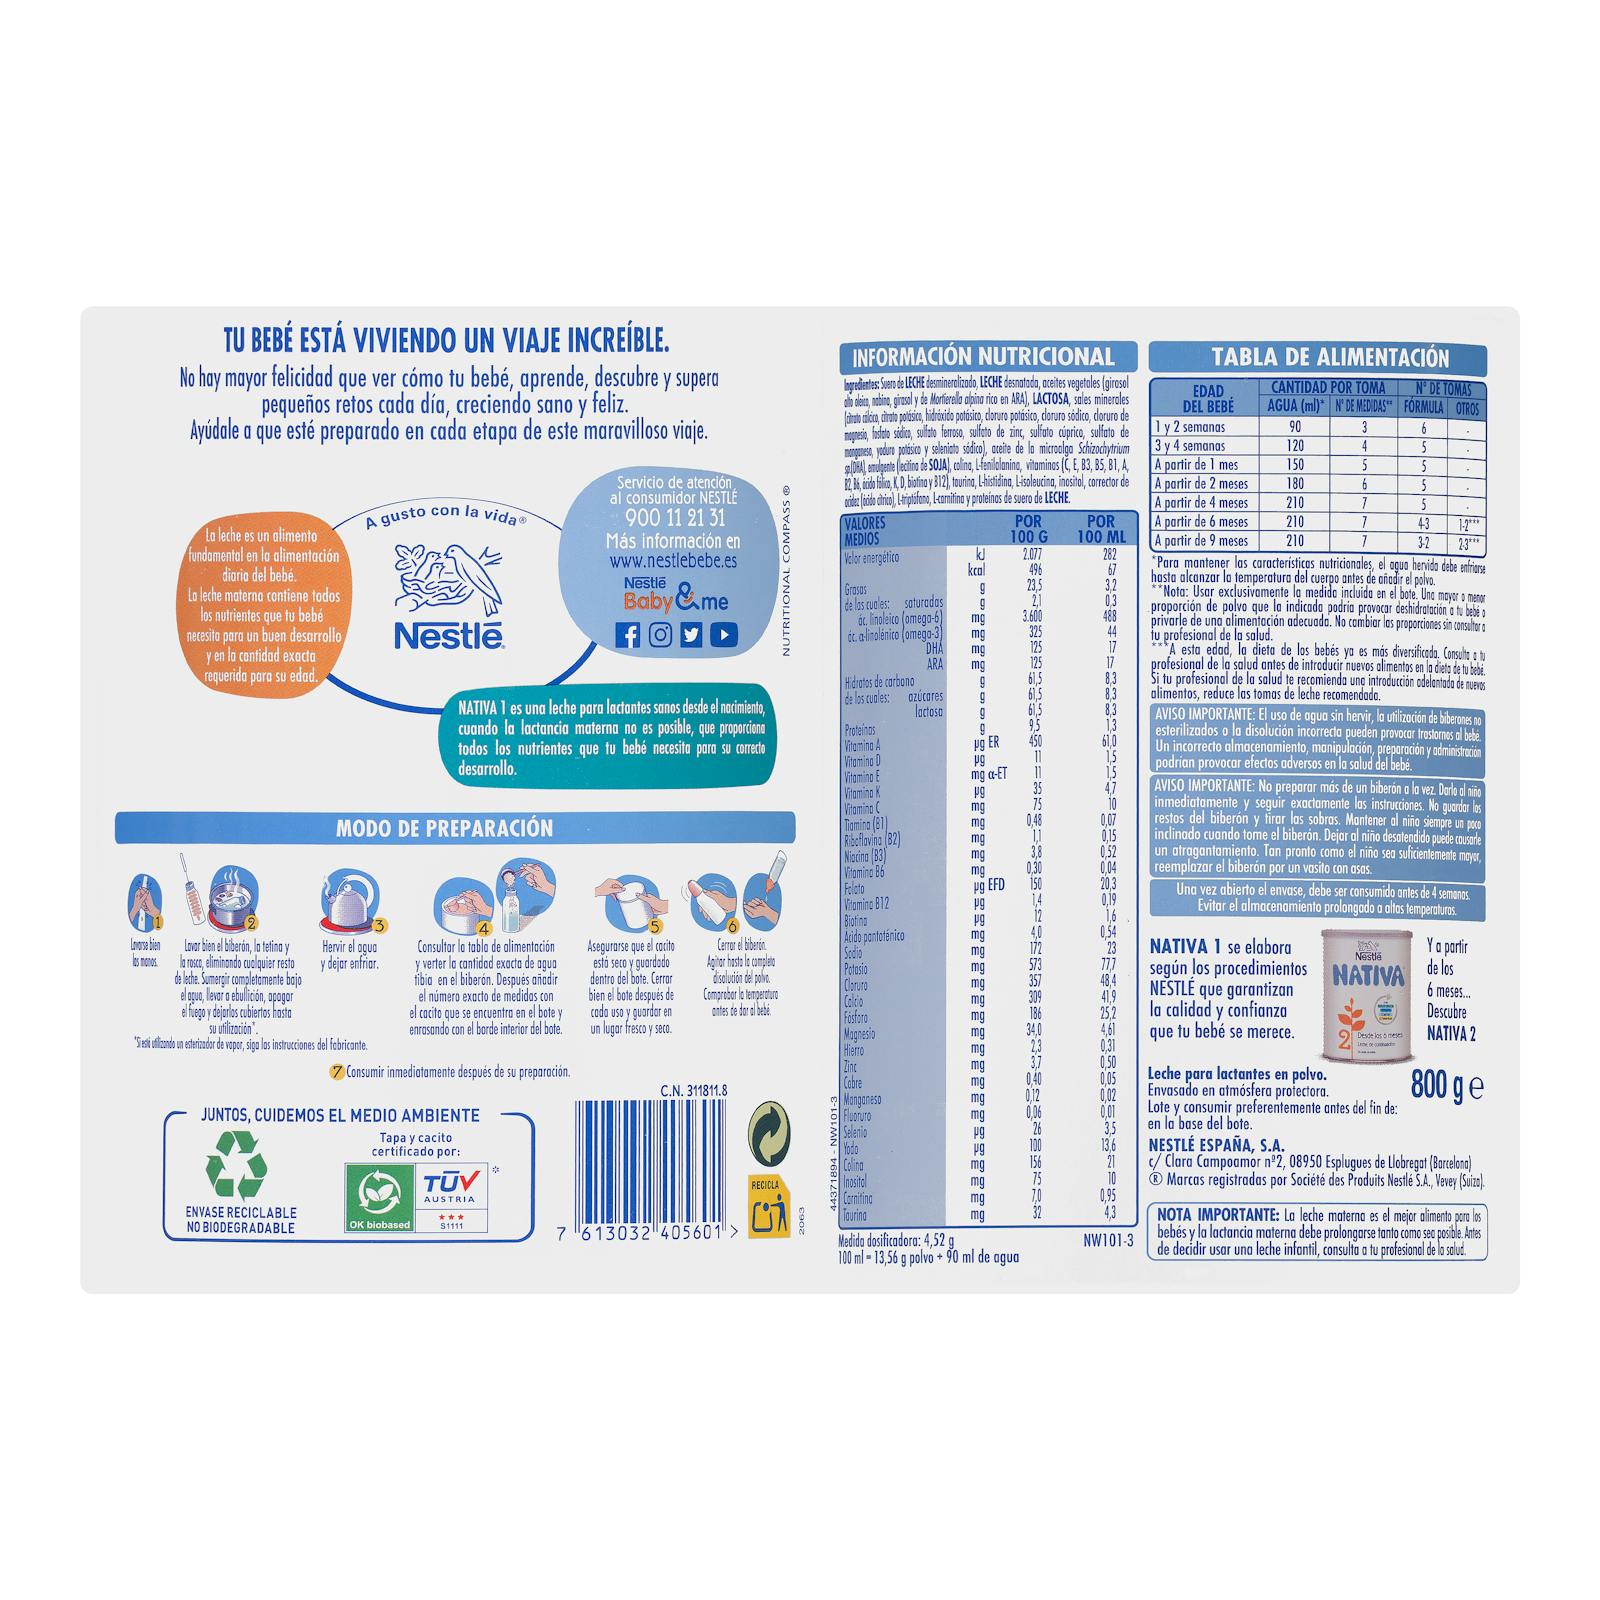 TU BEBÉ ESTÁ VIVIENDO UN VIAJE INCREÍBLE.
No hay mayor felicidad que ver cómo tu bebé, aprende, descubre y supera
pequeños retos cada día, creciendo sano y feliz.
Ayúdale a que esté preparado en cada etapa de este maravilloso viaje.
La leche es un alimento
fundamental en la alimentación
diaria del bebé.
La leche materna contiene todos
los nutrientes que tu bebé
necesita para un buen desarrollo
y en la cantidad exacta
requerida para su edad.
A gusto con la vida®
Nestlé®
Servicio de atención
al consumidor NESTLÉ
900 11 21 31
Más información en
www.nestlebebe.es
Nestlé
Baby&me
NUTRITIONAL COMPASS ®
NATIVA 1 es una leche para lactantes sanos desde el nacimiento,
cuando la lactancia materna no es posible, que proporciona
todos los nutrientes que tu bebé necesita para su correcto
desarrollo.
MODO DE PREPARACIÓN
1
Lavarse bien
las manos.
2
Lavar bien el biberón, la tetina y
la rosca, eliminando cualquier resto
de leche. Sumergir completamente bajo
el agua, llevar a ebullición, apagar
el fuego y dejarlos cubiertos hasta
su utilización*.
3
Hervir el agua
y dejar enfriar.
4
Consultar la tabla de alimentación
y verter la cantidad exacta de agua
tibia en el biberón. Después añadir
el número exacto de medidas con
el cacito que se encuentra en el bote y
enrasando con el borde interior del bote.
5
Asegurarse que el cacito
está seco y guardado
dentro del bote. Cerrar
bien el bote después de
cada uso y guardar en
un lugar fresco y seco.
6
Cerrar el biberón.
Agitar hasta la completa
disolución del polvo.
Comprobar la temperatura
antes de dar al bebé.
*Si está utilizando un esterizador de vapor, siga las instrucciones del fabricante.
7 Consumir inmediatamente después de su preparación.
JUNTOS, CUIDEMOS EL MEDIO AMBIENTE
ENVASE RECICLABLE
NO BIODEGRADABLE
Tapa y cacito
certificado por:
OK biobased
TÜV
AUSTRIA
★★★
S1111
*
C.N. 311811.8
7 613032 405601 >
RECICLA
2063
44371894 - NW101-3
INFORMACIÓN NUTRICIONAL
Ingredientes: Suero de LECHE desmineralizado, LECHE desnatada, aceites vegetales (girasol
alto oleico, nabina, girasol y de Mortierella alpina rico en ARA), LACTOSA, sales minerales
(citrato cálcico, citrato potásico, hidróxido potásico, cloruro potásico, cloruro sódico, cloruro de
magnesio, fosfato sódico, sulfato ferroso, sulfato de zinc, sulfato cúprico, sulfato de
manganeso, yoduro potásico y seleniato sódico), aceite de la microalga Schizochytrium
sp.(DHA), emulgente (lecitina de SOJA), colina, L-fenilalanina, vitaminas (C, E, B3, B5, B1, A,
B2, B6, ácido fólico, K, D, biotina y B12), taurina, L-histidina, L-isoleucina, inositol, corrector de
acidez (ácido cítrico), L-triptófano, L-carnitina y proteínas de suero de LECHE.
VALORES MEDIOS POR 100 G POR 100 ML
Valor energético kJ 2.077 282
kcal 496 67
Grasas g 23,5 3,2
de las cuales: saturadas g 2,1 0,3
ác. linoléico (omega-6) mg 3.600 488
ác. α-linolénico (omega-3) mg 325 44
DHA mg 125 17
ARA mg 125 17
Hidratos de carbono g 61,5 8,3
de los cuales: azúcares g 61,5 8,3
lactosa g 61,5 8,3
Proteínas g 9,5 1,3
Vitamina A µg ER 450 61,0
Vitamina D µg 11 1,5
Vitamina E mg α-ET 11 1,5
Vitamina K µg 35 4,7
Vitamina C mg 75 10
Tiamina (B1) mg 0,48 0,07
Riboflavina (B2) mg 1,1 0,15
Niacina (B3) mg 3,8 0,52
Vitamina B6 mg 0,30 0,04
Folato µg EFD 150 20,3
Vitamina B12 µg 1,4 0,19
Biotina µg 12 1,6
Acido pantoténico mg 4,0 0,54
Sodio mg 172 23
Potasio mg 573 77,7
Cloruro mg 357 48,4
Calcio mg 309 41,9
Fósforo mg 186 25,2
Magnesio mg 34,0 4,61
Hierro mg 2,3 0,31
Zinc mg 3,7 0,50
Cobre mg 0,40 0,05
Manganeso mg 0,12 0,02
Fluoruro mg 0,06 0,01
Selenio µg 26 3,5
Yodo µg 100 13,6
Colina mg 156 21
Inositol mg 75 10
Carnitina mg 7,0 0,95
Taurina mg 32 4,3
Medida dosificadora: 4,52 g NW101-3
100 ml = 13,56 g polvo + 90 ml de agua
TABLA DE ALIMENTACIÓN
EDAD DEL BEBÉ CANTIDAD POR TOMA Nº DE TOMAS
AGUA (ml)* Nº DE MEDIDAS** FÓRMULA OTROS
1 y 2 semanas 90 3 6 -
3 y 4 semanas 120 4 5 -
A partir de 1 mes 150 5 5 -
A partir de 2 meses 180 6 5 -
A partir de 4 meses 210 7 5 -
A partir de 6 meses 210 7 4-3 1-2***
A partir de 9 meses 210 7 3-2 2-3***
*Para mantener las características nutricionales, el agua hervida debe enfriarse
hasta alcanzar la temperatura del cuerpo antes de añadir el polvo.
**Nota: Usar exclusivamente la medida incluida en el bote. Una mayor o menor
proporción de polvo que la indicada podría provocar deshidratación a tu bebé o
privarle de una alimentación adecuada. No cambiar las proporciones sin consultar a
tu profesional de la salud.
***A esta edad, la dieta de los bebés ya es más diversificada. Consulta a tu
profesional de la salud antes de introducir nuevos alimentos en la dieta de tu bebé.
Si tu profesional de la salud te recomienda una introducción adelantada de nuevos
alimentos, reduce las tomas de leche recomendada.
AVISO IMPORTANTE: El uso de agua sin hervir, la utilización de biberones no
esterilizados o la disolución incorrecta pueden provocar trastornos al bebé.
Un incorrecto almacenamiento, manipulación, preparación y administración
podrían provocar efectos adversos en la salud del bebé.
AVISO IMPORTANTE: No preparar más de un biberón a la vez. Darlo al niño
inmediatamente y seguir exactamente las instrucciones. No guardar los
restos del biberón y tirar las sobras. Mantener al niño siempre un poco
inclinado cuando tome el biberón. Dejar al niño desatendido puede causarle
un atragantamiento. Tan pronto como el niño sea suficientemente mayor,
reemplazar el biberón por un vasito con asas.
Una vez abierto el envase, debe ser consumido antes de 4 semanas.
Evitar el almacenamiento prolongado a altas temperaturas.
NATIVA 1 se elabora
según los procedimientos
NESTLÉ que garantizan
la calidad y confianza
que tu bebé se merece.
Nestlé
NATIVA
2
Desde los 6 meses
Leche de continuación
Y a partir
de los
6 meses...
Descubre
NATIVA 2
Leche para lactantes en polvo.
Envasado en atmósfera protectora.
Lote y consumir preferentemente antes del fin de:
en la base del bote.
800 g e
NESTLÉ ESPAÑA, S.A.
c/ Clara Campoamor nº2, 08950 Esplugues de Llobregat (Barcelona)
® Marcas registradas por Société des Produits Nestlé S.A., Vevey (Suiza).
NOTA IMPORTANTE: La leche materna es el mejor alimento para los
bebés y la lactancia materna debe prolongarse tanto como sea posible. Antes
de decidir usar una leche infantil, consulta a tu profesional de la salud.